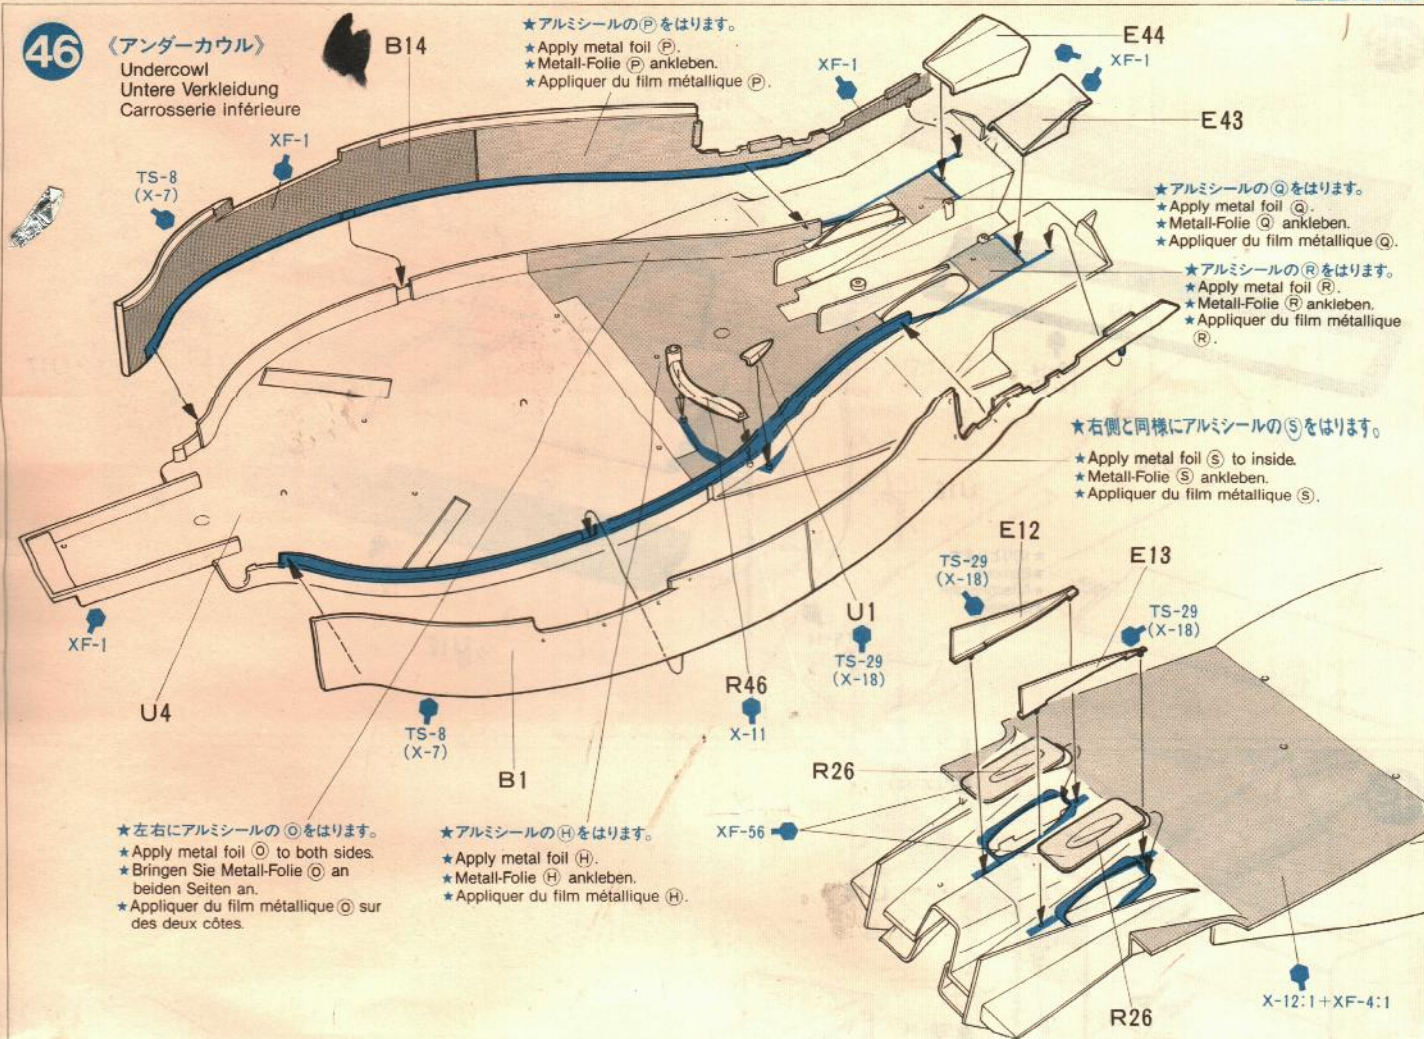 46
《アンダーカウル》
Undercowl
Untere Verkleidung
Carrosserie inférieure
B14
★アルミシールのⓅをはります。
★Apply metal foil Ⓟ.
★Metall-Folie Ⓟ ankleben.
★Appliquer du film métallique Ⓟ.
E44
XF-1
XF-1
E43
XF-1
TS-8
(X-7)
★アルミシールのⓆをはります。
★Apply metal foil Ⓠ.
★Metall-Folie Ⓠ ankleben.
★Appliquer du film métallique Ⓠ.
★アルミシールのⓇをはります。
★Apply metal foil Ⓡ.
★Metall-Folie Ⓡ ankleben.
★Appliquer du film métallique
Ⓡ.
★右側と同様にアルミシールのⓈをはります。
★Apply metal foil Ⓢ to inside.
★Metall-Folie Ⓢ ankleben.
★Appliquer du film métallique Ⓢ.
E12
TS-29
(X-18)
E13
TS-29
(X-18)
XF-1
U1
TS-29
(X-18)
R46
X-11
U4
TS-8
(X-7)
B1
R26
XF-56
★左右にアルミシールのⓄをはります。
★Apply metal foil Ⓞ to both sides.
★Bringen Sie Metall-Folie Ⓞ an
beiden Seiten an.
★Appliquer du film métallique Ⓞ sur
des deux côtes.
★アルミシールのⒽをはります。
★Apply metal foil Ⓗ.
★Metall-Folie Ⓗ ankleben.
★Appliquer du film métallique Ⓗ.
X-12:1+XF-4:1
R26